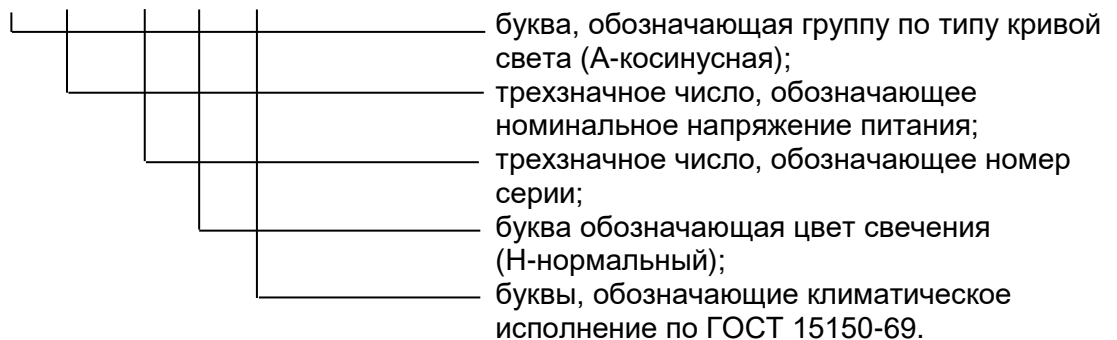 буква, обозначающая группу по типу кривой
света (А-косинусная);
трехзначное число, обозначающее
номинальное напряжение питания;
трехзначное число, обозначающее номер
серии;
буква обозначающая цвет свечения
(Н-нормальный);
буквы, обозначающие климатическое
исполнение по ГОСТ 15150-69.